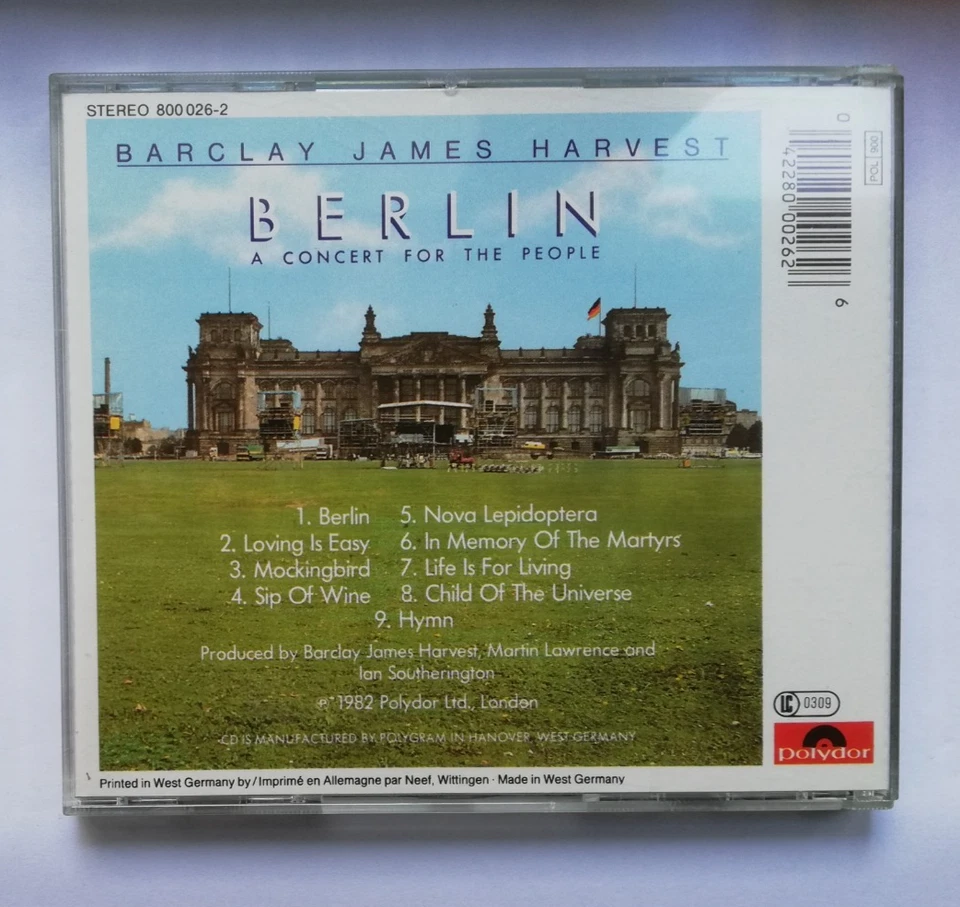 STEREO 800 026-2
BARCLAY JAMES HARVEST
BERLIN
A CONCERT FOR THE PEOPLE
1. Berlin
2. Loving Is Easy
3. Mockingbird
4. Sip Of Wine
5. Nova Lepidoptera
6. In Memory Of The Martyrs
7. Life Is For Living
8. Child Of The Universe
9. Hymn
Produced by Barclay James Harvest, Martin Lawrence and
Ian Southerington
℗ 1982 Polydor Ltd., London
CD IS MANUFACTURED BY POLYGRAM IN HANOVER, WEST GERMANY
Printed in West Germany by / Imprimé en Allemagne par Neef, Wittingen · Made in West Germany
0 42280 00262 6
POL 900
LC 0309
polydor